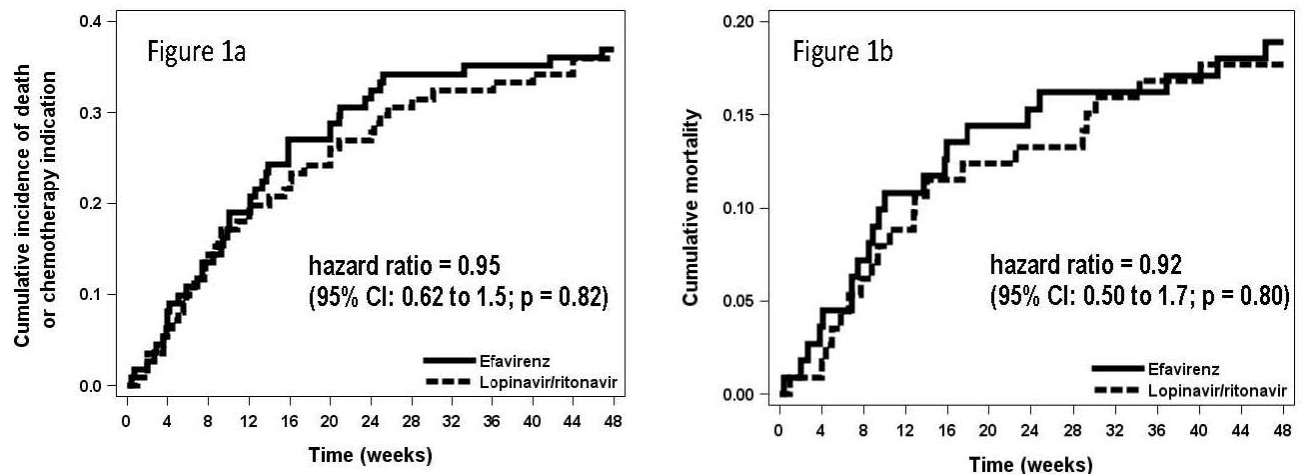 Figure 1a
Cumulative incidence of death
or chemotherapy indication
0.4
0.3
0.2
0.1
0.0
hazard ratio = 0.95
(95% CI: 0.62 to 1.5; p = 0.82)
Efavirenz
Lopinavir/ritonavir
0 4 8 12 16 20 24 28 32 36 40 44 48
Time (weeks)
Figure 1b
Cumulative mortality
0.20
0.15
0.10
0.05
0.00
hazard ratio = 0.92
(95% CI: 0.50 to 1.7; p = 0.80)
Efavirenz
Lopinavir/ritonavir
0 4 8 12 16 20 24 28 32 36 40 44 48
Time (weeks)